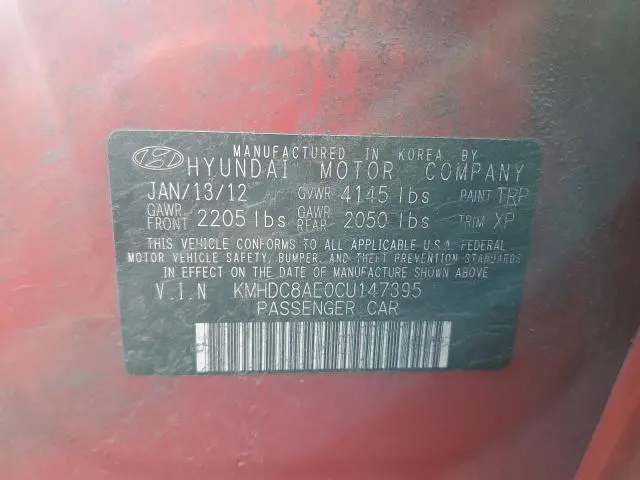 MANUFACTURED IN KOREA BY
HYUNDAI MOTOR COMPANY
JAN/13/12 GVWR 4145 lbs PAINT TRP
GAWR FRONT 2205 lbs GAWR REAR 2050 lbs TRIM XP
THIS VEHICLE CONFORMS TO ALL APPLICABLE U.S.A. FEDERAL
MOTOR VEHICLE SAFETY, BUMPER, AND THEFT PREVENTION STANDARDS
IN EFFECT ON THE DATE OF MANUFACTURE SHOWN ABOVE
V.I.N KMHDC8AE0CU147395
PASSENGER CAR